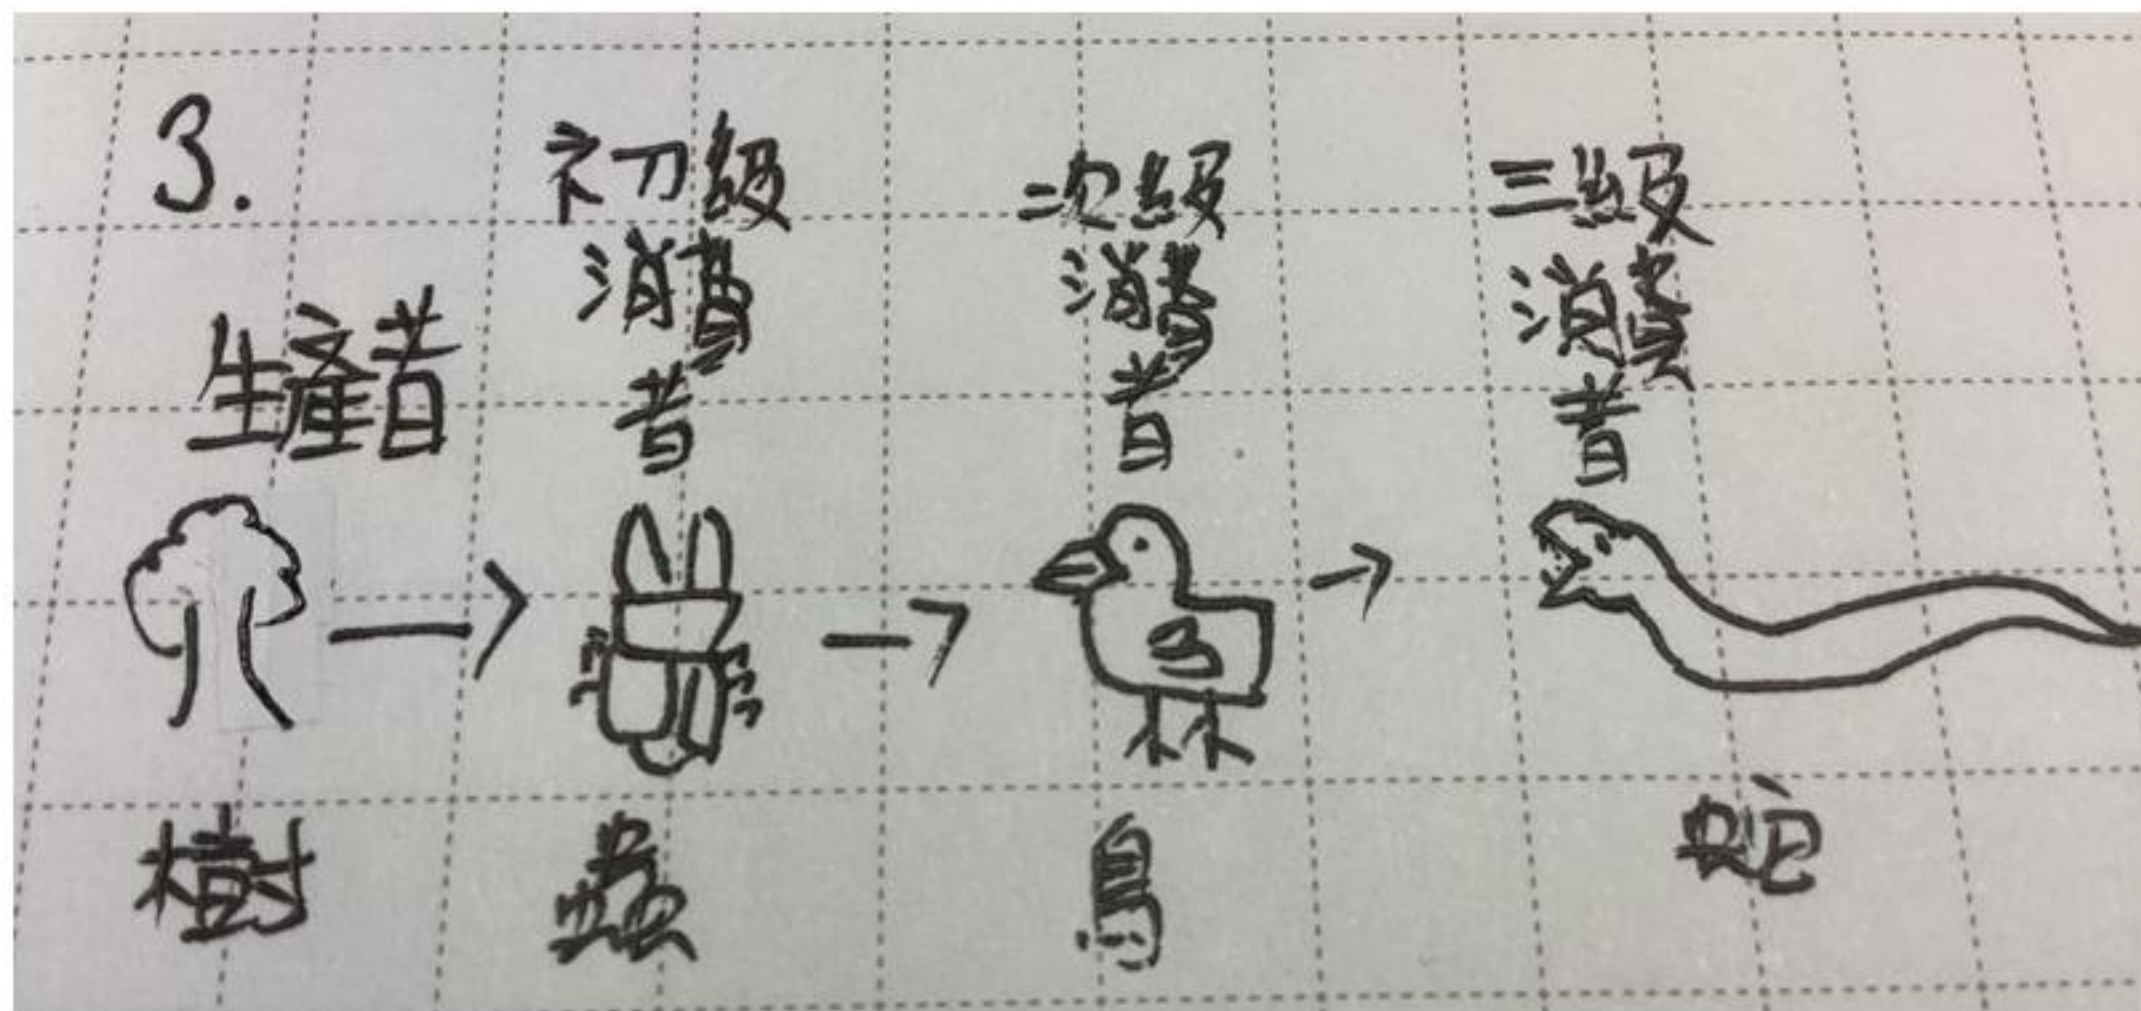 3.
生產者
初級
消費
者
次級
消費
者
三級
消費
者
樹
蟲
鳥
蛇